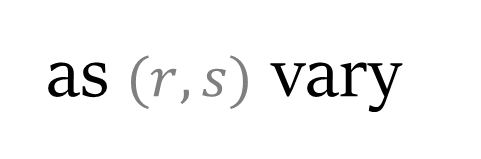 as (r, s) vary